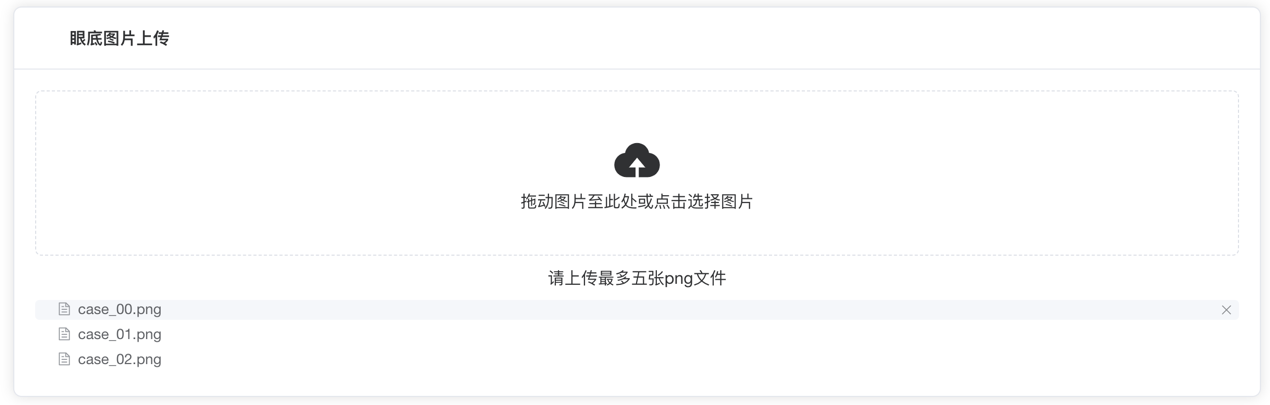 眼底图片上传
拖动图片至此处或点击选择图片
请上传最多五张png文件
case_00.png
case_01.png
case_02.png